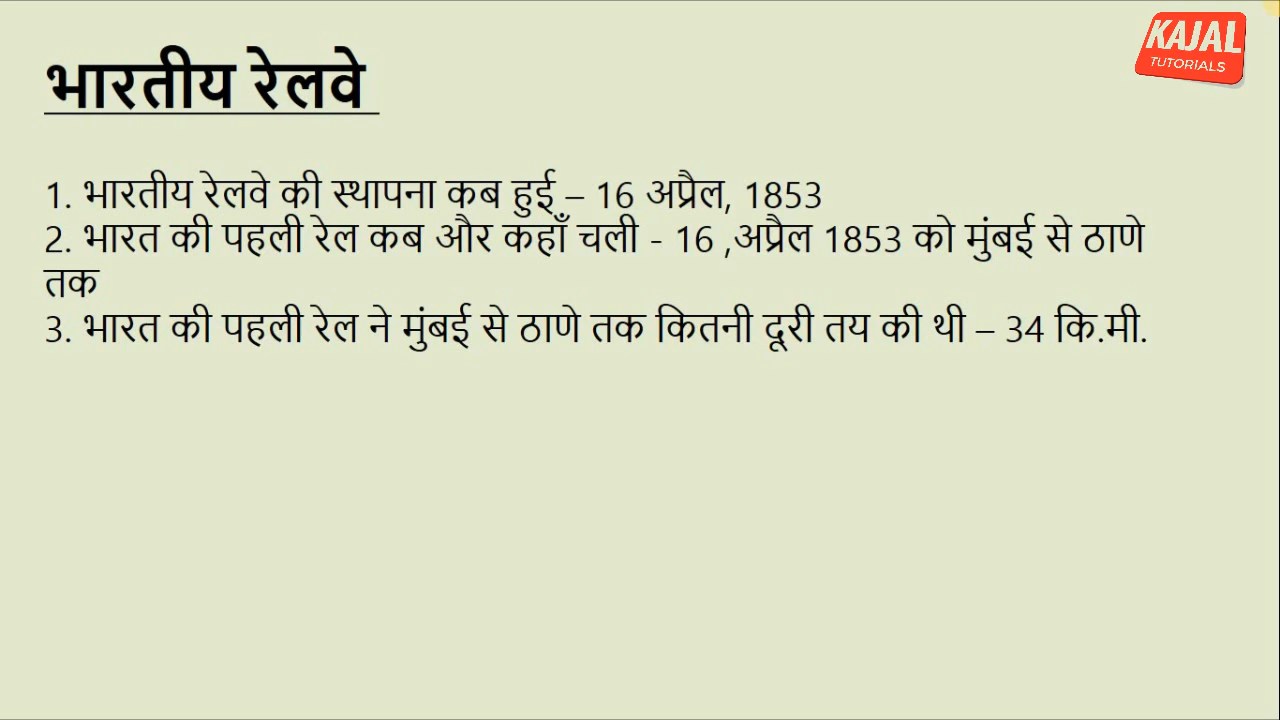 KAJAL
TUTORIALS
भारतीय रेलवे
1. भारतीय रेलवे की स्थापना कब हुई – 16 अप्रैल, 1853
2. भारत की पहली रेल कब और कहाँ चली - 16 ,अप्रैल 1853 को मुंबई से ठाणे
तक
3. भारत की पहली रेल ने मुंबई से ठाणे तक कितनी दूरी तय की थी – 34 कि.मी.